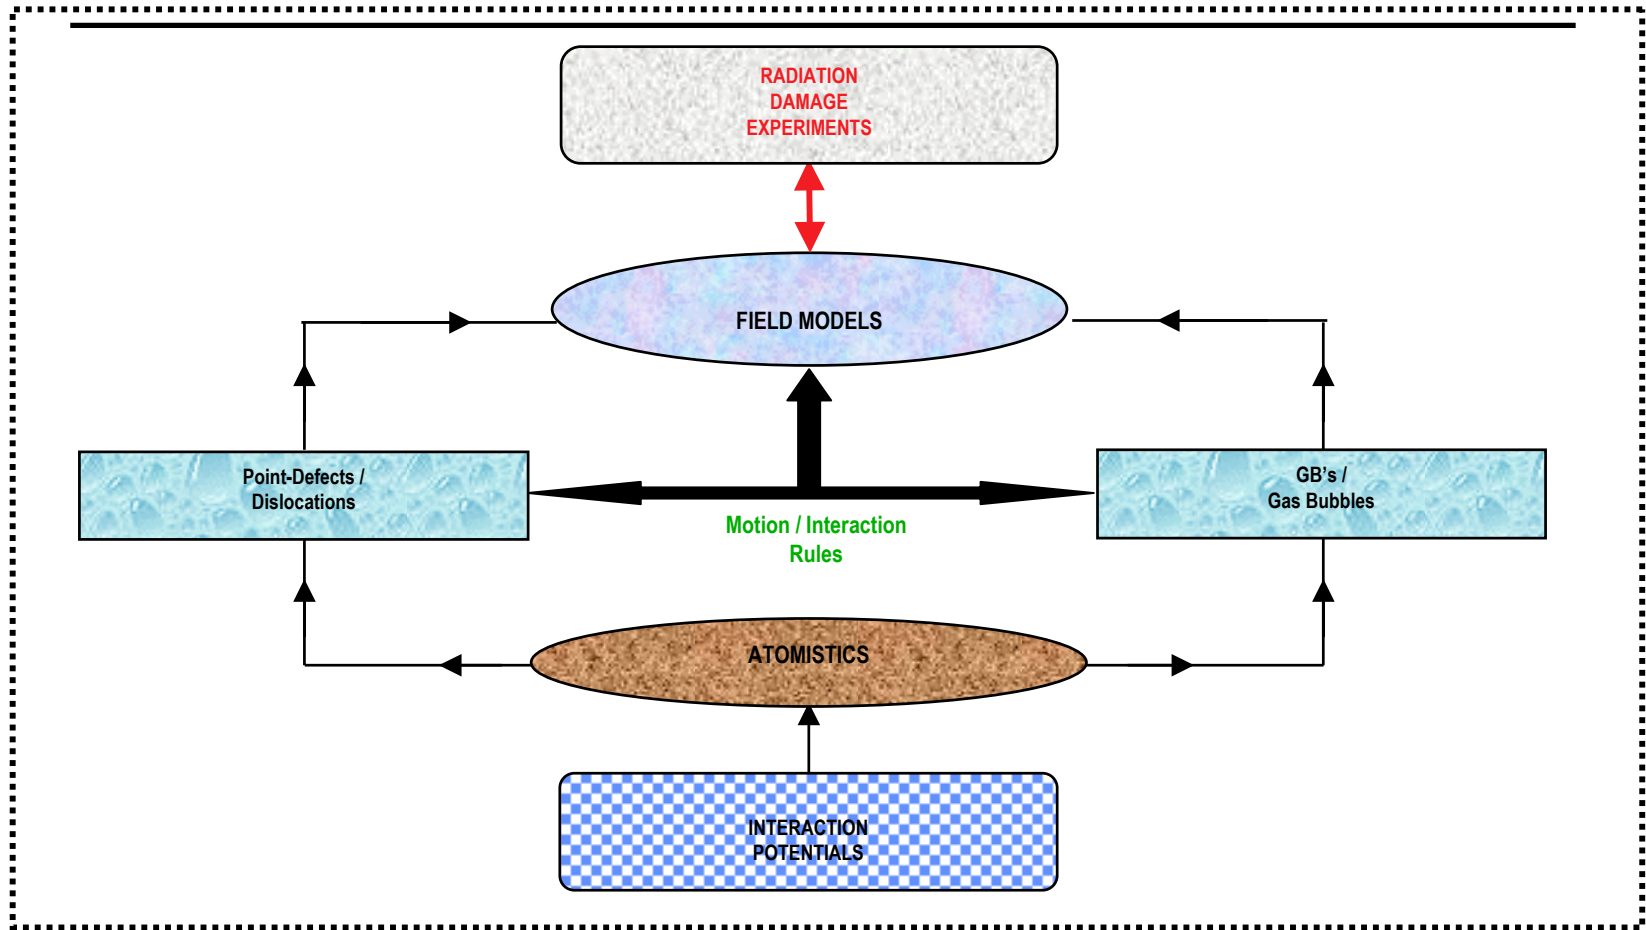 RADIATION
DAMAGE
EXPERIMENTS
FIELD MODELS
Point-Defects /
Dislocations
GB's /
Gas Bubbles
Motion / Interaction
Rules
ATOMISTICS
INTERACTION
POTENTIALS